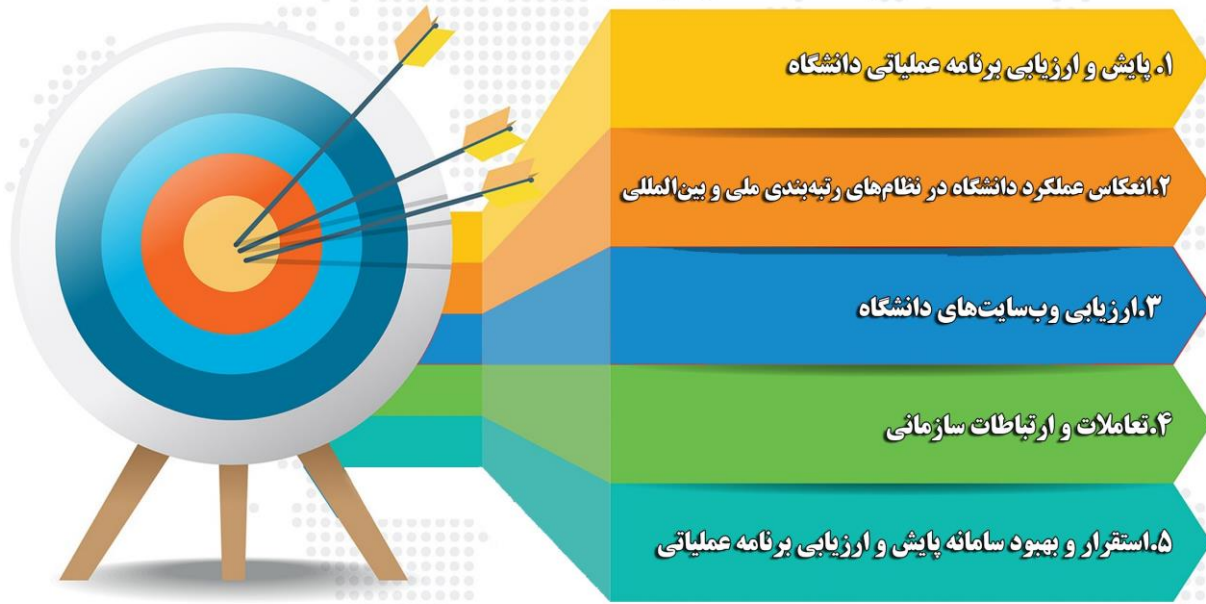 ۱. پایش و ارزیابی برنامه عملیاتی دانشگاه
۲.انعکاس عملکرد دانشگاه در نظام‌های رتبه‌بندی ملی و بین‌المللی
۳.ارزیابی وب‌سایت‌های دانشگاه
۴.تعاملات و ارتباطات سازمانی
۵.استقرار و بهبود سامانه پایش و ارزیابی برنامه عملیاتی